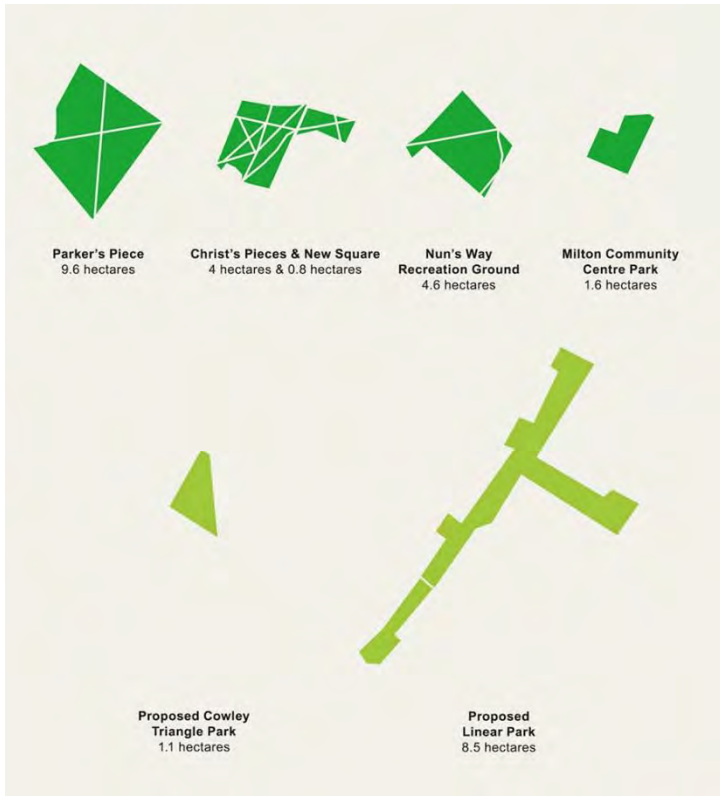 Parker's Piece
9.6 hectares
Christ's Pieces & New Square
4 hectares & 0.8 hectares
Nun's Way
Recreation Ground
4.6 hectares
Milton Community
Centre Park
1.6 hectares
Proposed Cowley
Triangle Park
1.1 hectares
Proposed
Linear Park
8.5 hectares